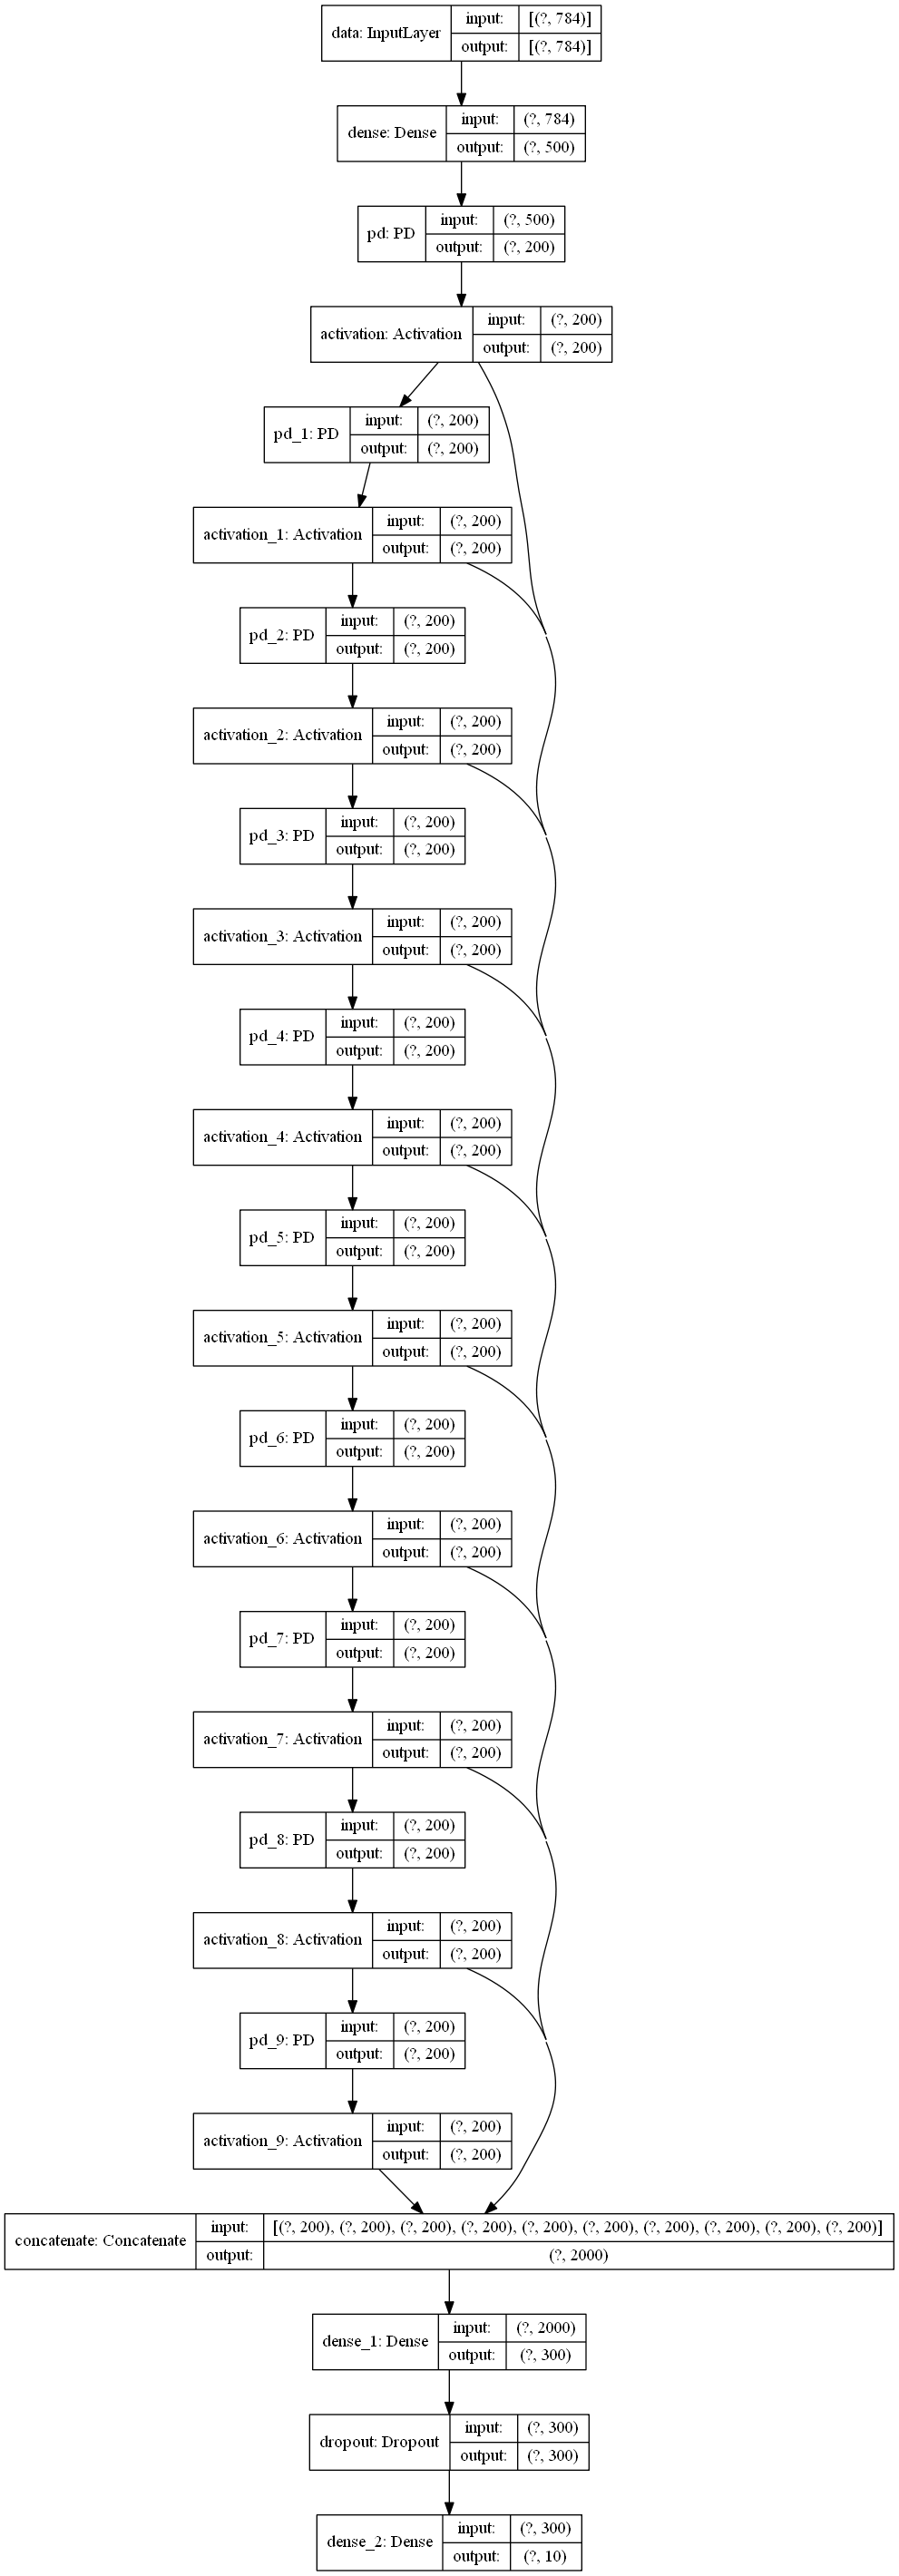 data: InputLayer
input: [(?, 784)]
output: [(?, 784)]
dense: Dense
input: (?, 784)
output: (?, 500)
pd: PD
input: (?, 500)
output: (?, 200)
activation: Activation
input: (?, 200)
output: (?, 200)
pd_1: PD
input: (?, 200)
output: (?, 200)
activation_1: Activation
input: (?, 200)
output: (?, 200)
pd_2: PD
input: (?, 200)
output: (?, 200)
activation_2: Activation
input: (?, 200)
output: (?, 200)
pd_3: PD
input: (?, 200)
output: (?, 200)
activation_3: Activation
input: (?, 200)
output: (?, 200)
pd_4: PD
input: (?, 200)
output: (?, 200)
activation_4: Activation
input: (?, 200)
output: (?, 200)
pd_5: PD
input: (?, 200)
output: (?, 200)
activation_5: Activation
input: (?, 200)
output: (?, 200)
pd_6: PD
input: (?, 200)
output: (?, 200)
activation_6: Activation
input: (?, 200)
output: (?, 200)
pd_7: PD
input: (?, 200)
output: (?, 200)
activation_7: Activation
input: (?, 200)
output: (?, 200)
pd_8: PD
input: (?, 200)
output: (?, 200)
activation_8: Activation
input: (?, 200)
output: (?, 200)
pd_9: PD
input: (?, 200)
output: (?, 200)
activation_9: Activation
input: (?, 200)
output: (?, 200)
concatenate: Concatenate
input: [(?, 200), (?, 200), (?, 200), (?, 200), (?, 200), (?, 200), (?, 200), (?, 200), (?, 200), (?, 200)]
output: (?, 2000)
dense_1: Dense
input: (?, 2000)
output: (?, 300)
dropout: Dropout
input: (?, 300)
output: (?, 300)
dense_2: Dense
input: (?, 300)
output: (?, 10)